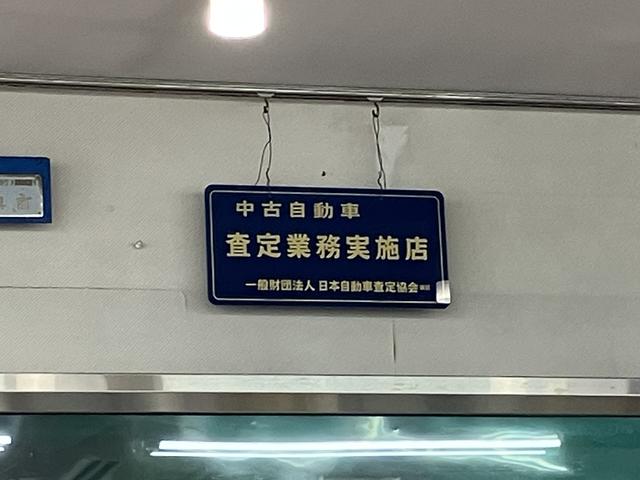 中古自動車
査定業務実施店
一般財団法人 日本自動車査定協会